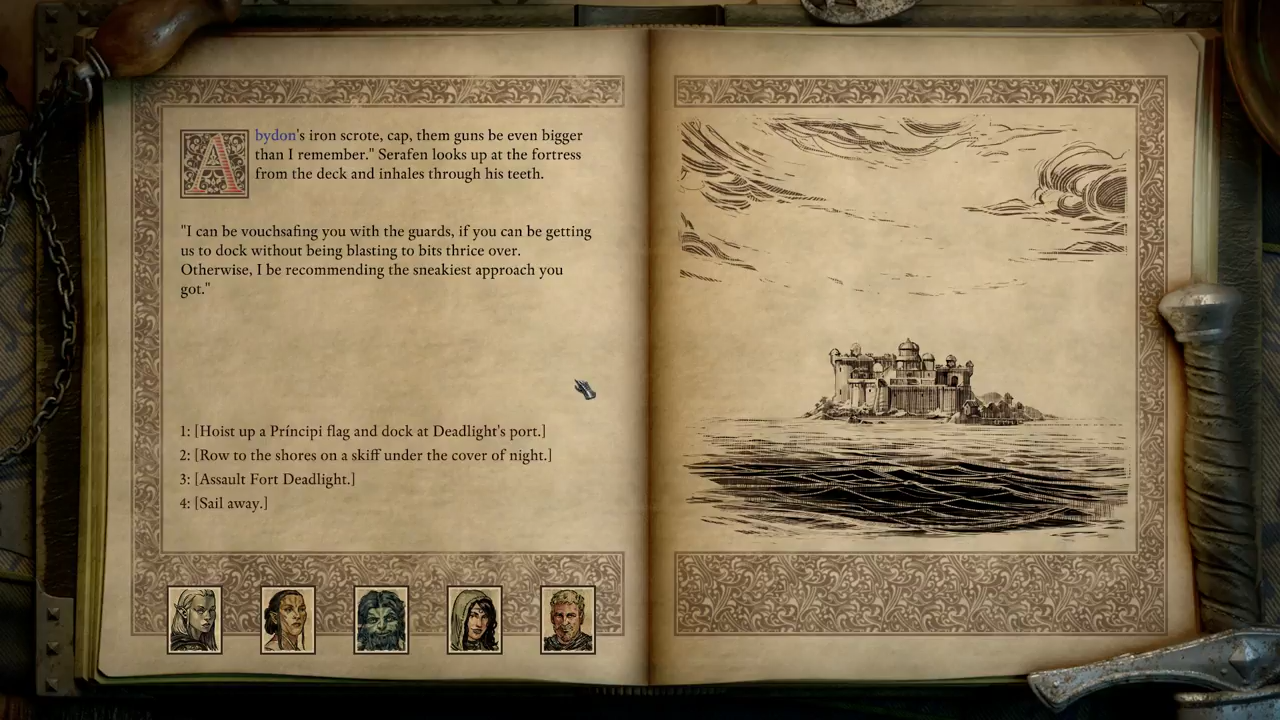 Abydon's iron scrote, cap, them guns be even bigger
than I remember." Serafen looks up at the fortress
from the deck and inhales through his teeth.
"I can be vouchsafing you with the guards, if you can be getting
us to dock without being blasting to bits thrice over.
Otherwise, I be recommending the sneakiest approach you
got."
1: [Hoist up a Príncipi flag and dock at Deadlight's port.]
2: [Row to the shores on a skiff under the cover of night.]
3: [Assault Fort Deadlight.]
4: [Sail away.]